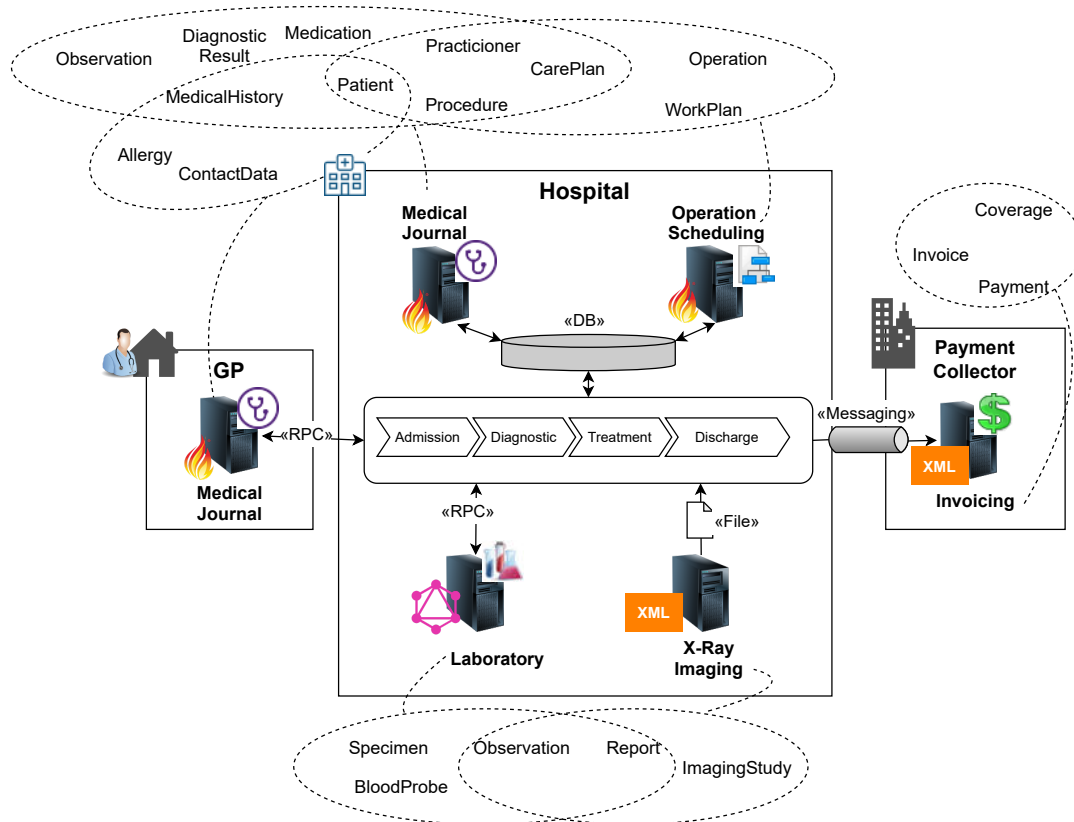 Observation
Diagnostic
Result
Medication
Practicioner
CarePlan
Operation
MedicalHistory
Patient
Procedure
WorkPlan
Allergy
ContactData
Hospital
Medical
Journal
Operation
Scheduling
Coverage
Invoice
Payment
«DB»
GP
Payment
Collector
«RPC»
Admission
Diagnostic
Treatment
Discharge
«Messaging»
XML
Medical
Journal
Invoicing
«RPC»
«File»
XML
Laboratory
X-Ray
Imaging
Specimen
Observation
Report
ImagingStudy
BloodProbe